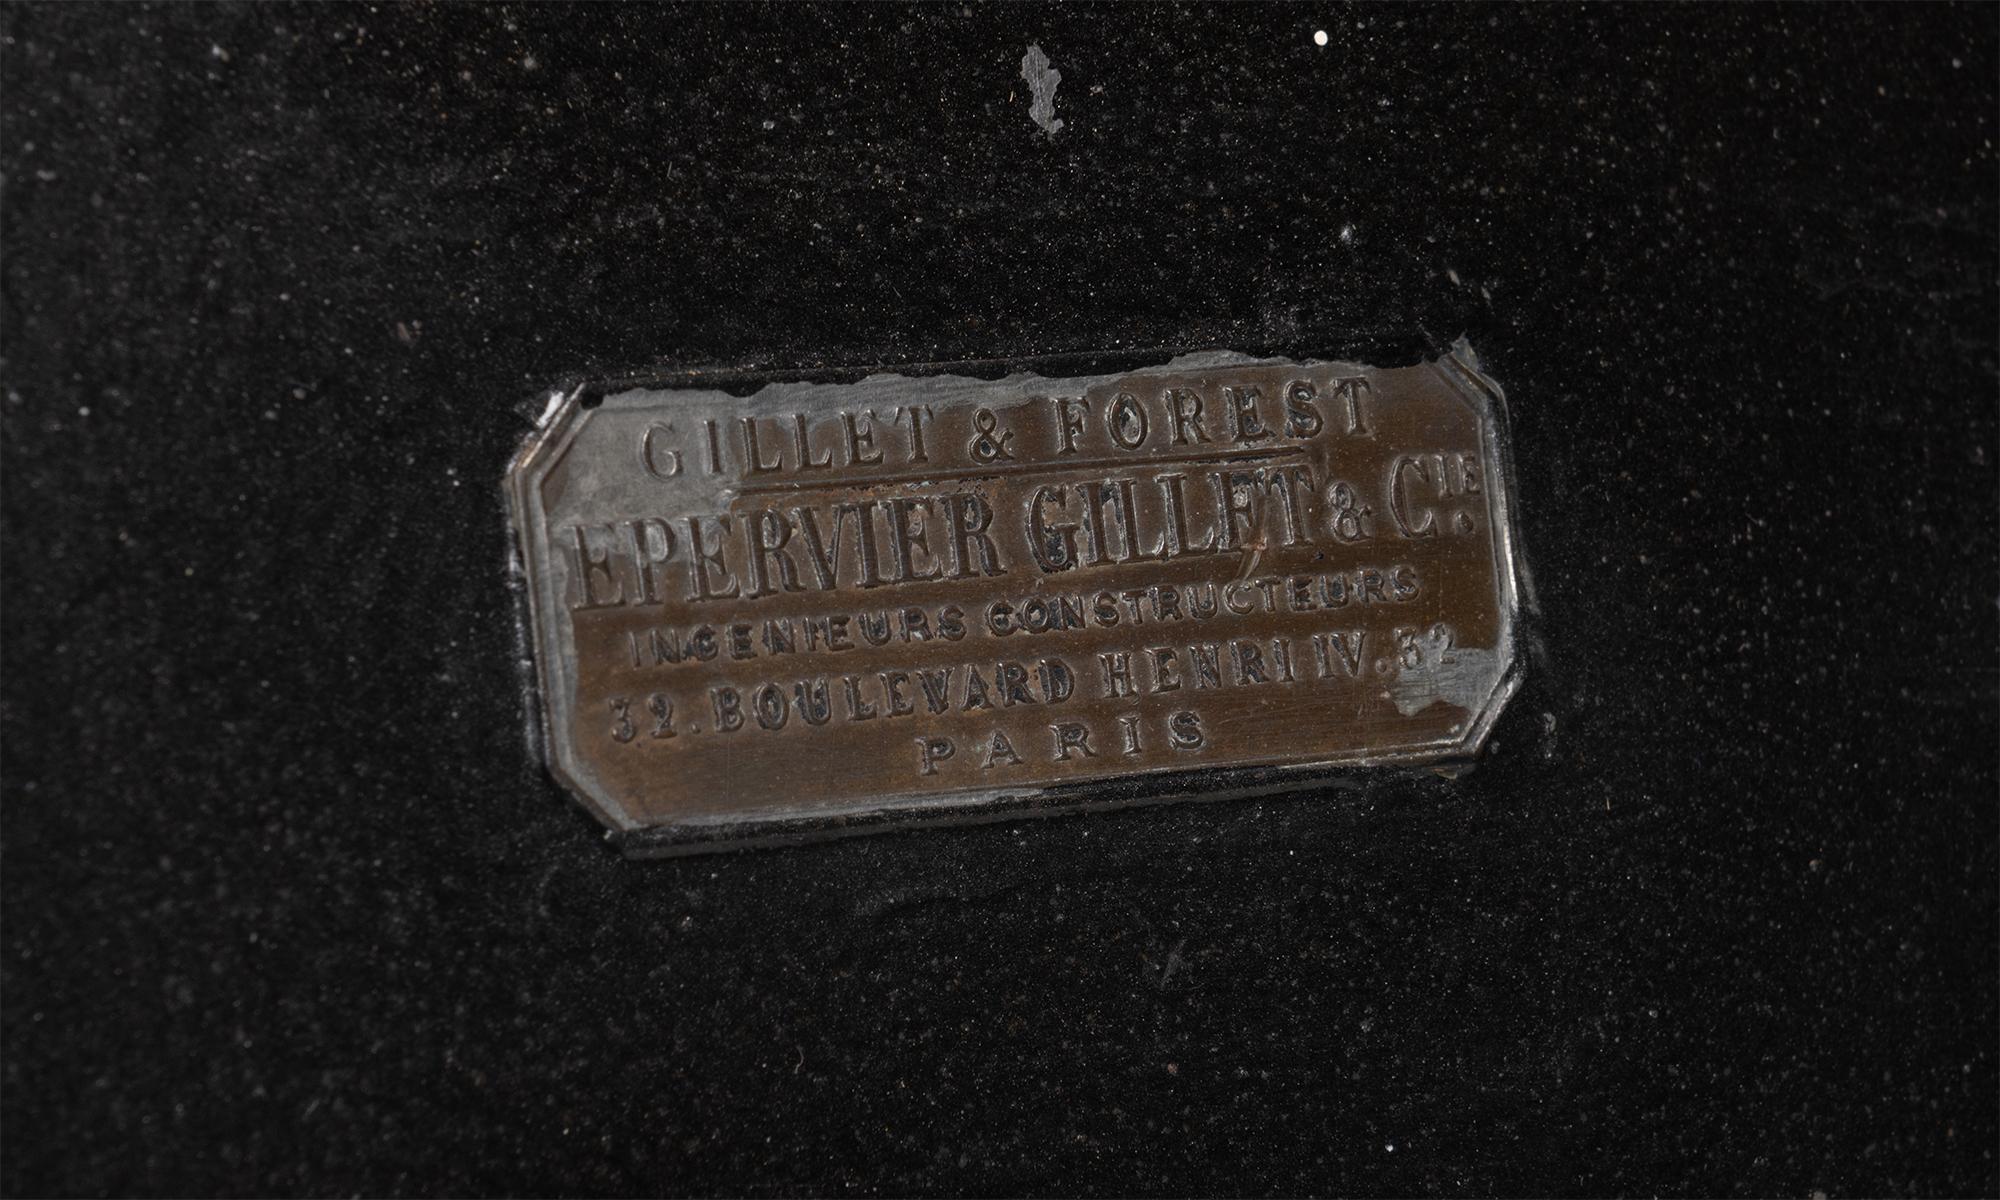 GILLET & FOREST
EPERVIER GILLET & CIE.
INGENIEURS CONSTRUCTEURS
32. BOULEVARD HENRI IV. 32
PARIS